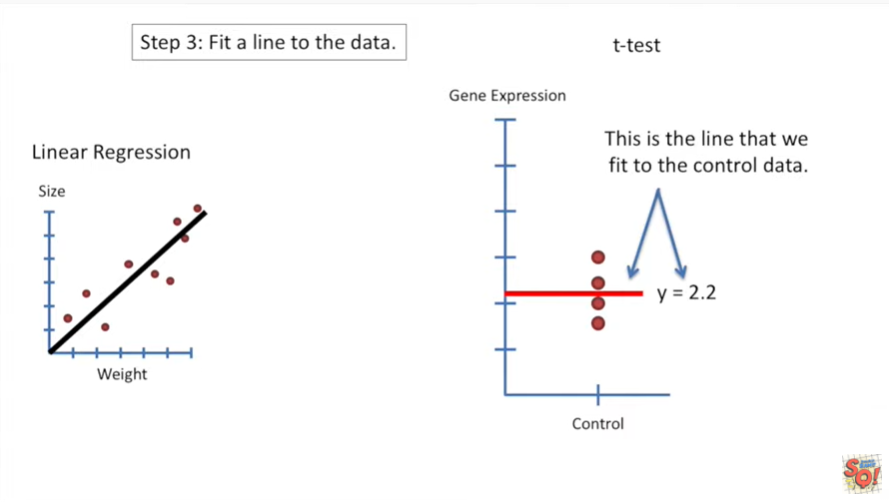 Step 3: Fit a line to the data.
t-test
Gene Expression
This is the line that we
fit to the control data.
Linear Regression
Size
y = 2.2
Weight
Control